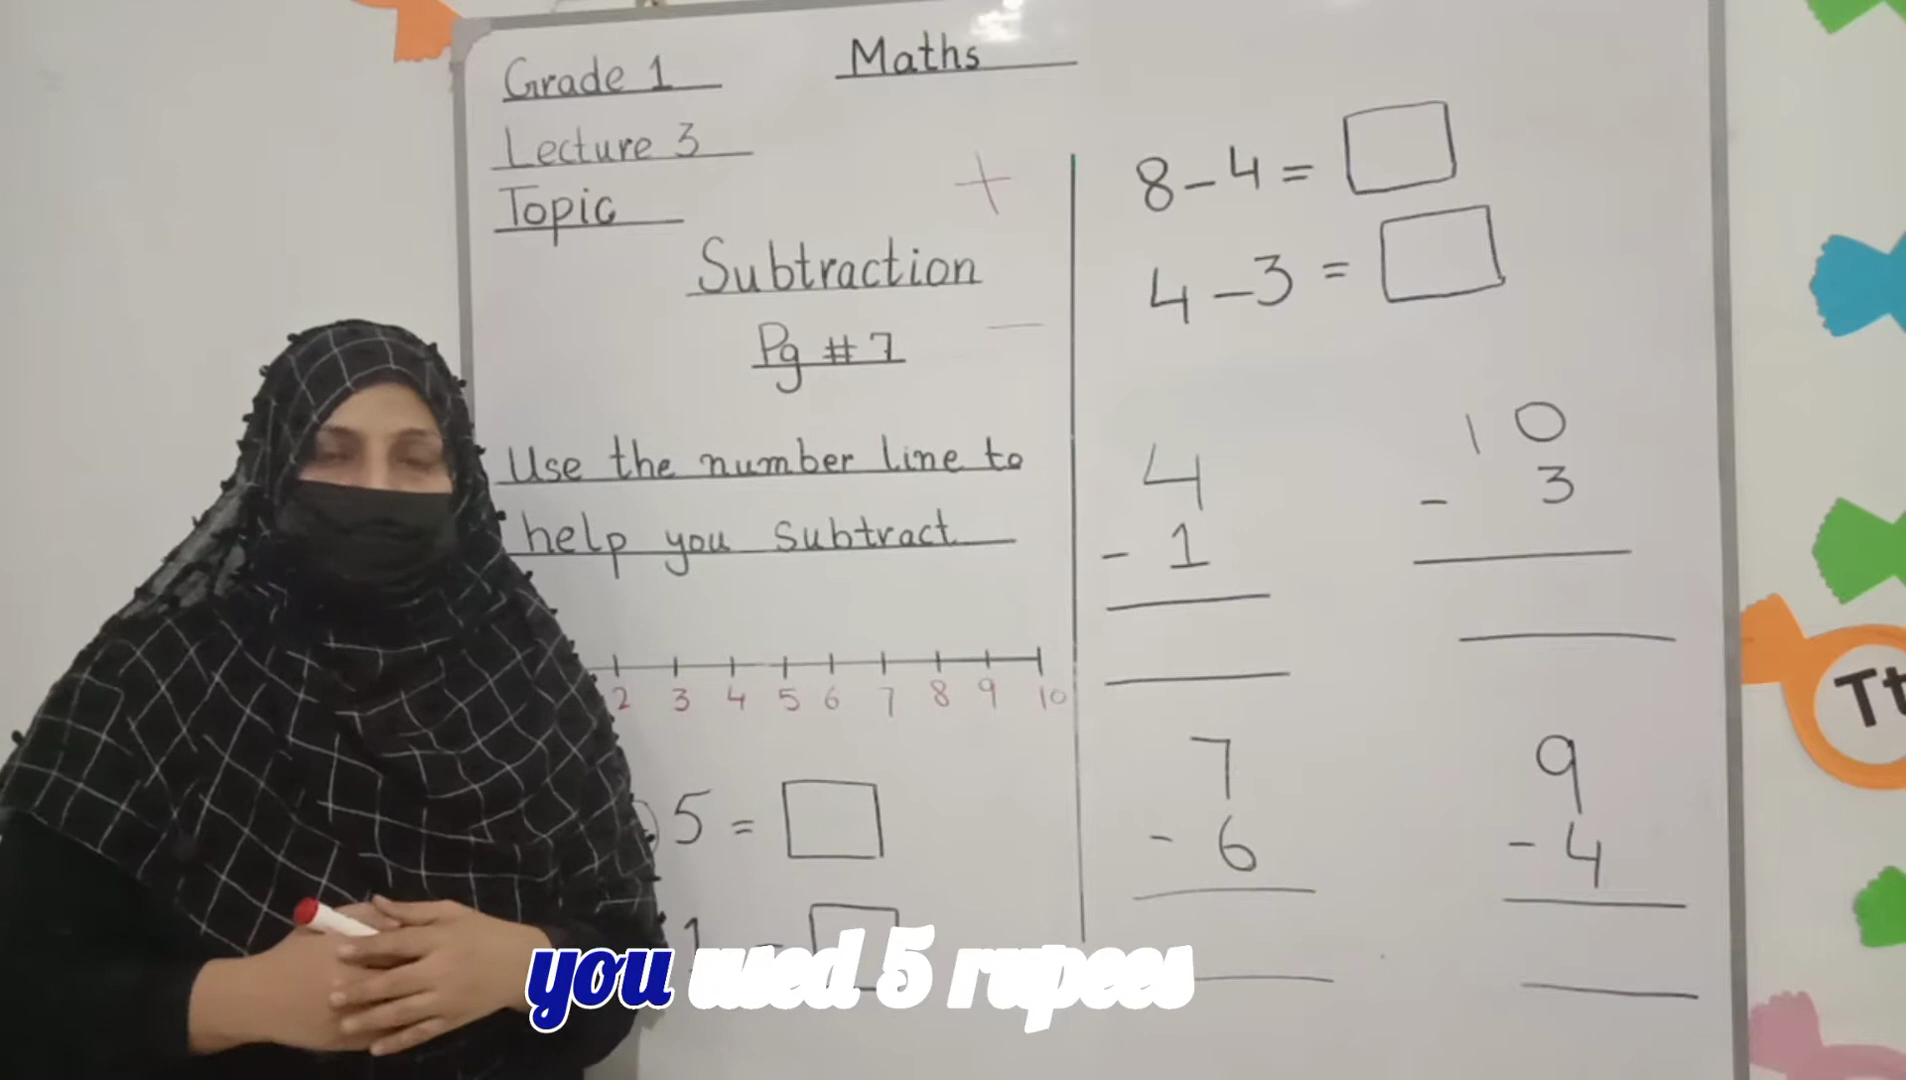 Grade 1
Maths
Lecture 3
Topic
+
Subtraction
Pg # 7
—
Use the number line to
help you subtract
2 3 4 5 6 7 8 9 10
5 =
1
8 - 4 =
4 - 3 =
4
- 1
10
- 3
7
- 6
9
- 4
you used 5 rupees
Tt